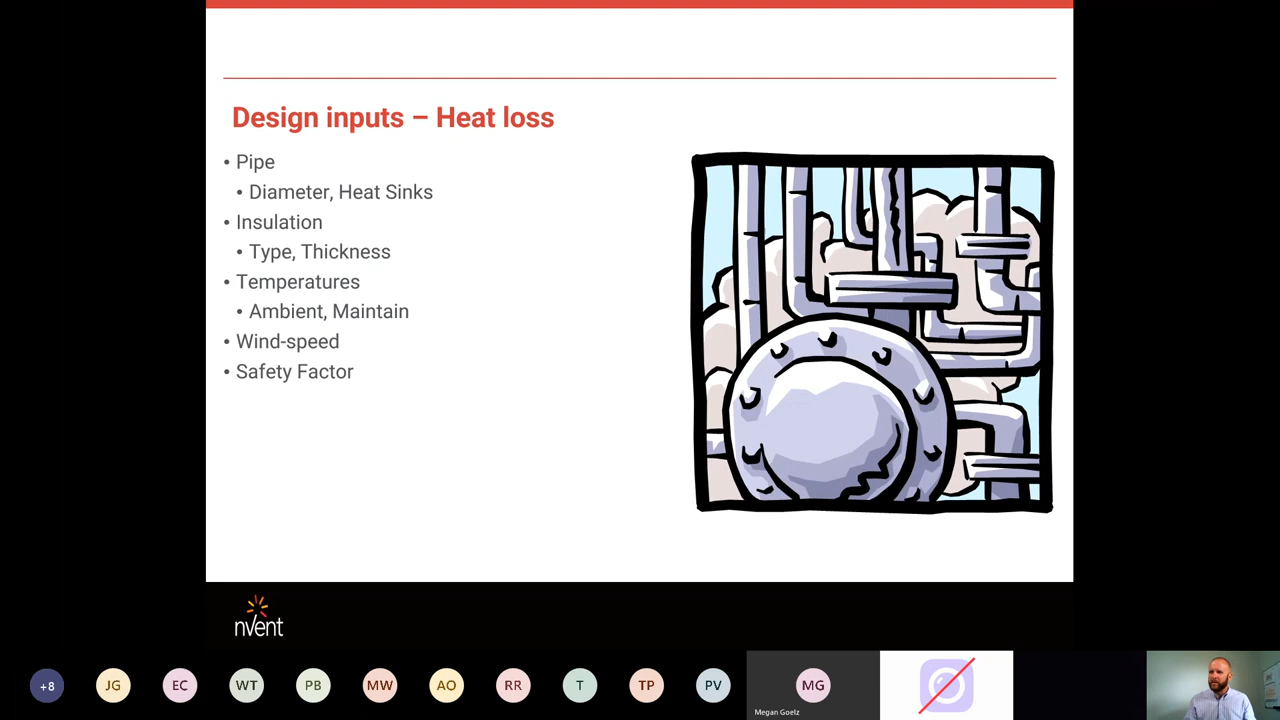 Design inputs – Heat loss
• Pipe
• Diameter, Heat Sinks
• Insulation
• Type, Thickness
• Temperatures
• Ambient, Maintain
• Wind-speed
• Safety Factor
nvent
+8
JG
EC
WT
PB
MW
AO
RR
T
TP
PV
MG
Megan Goelz